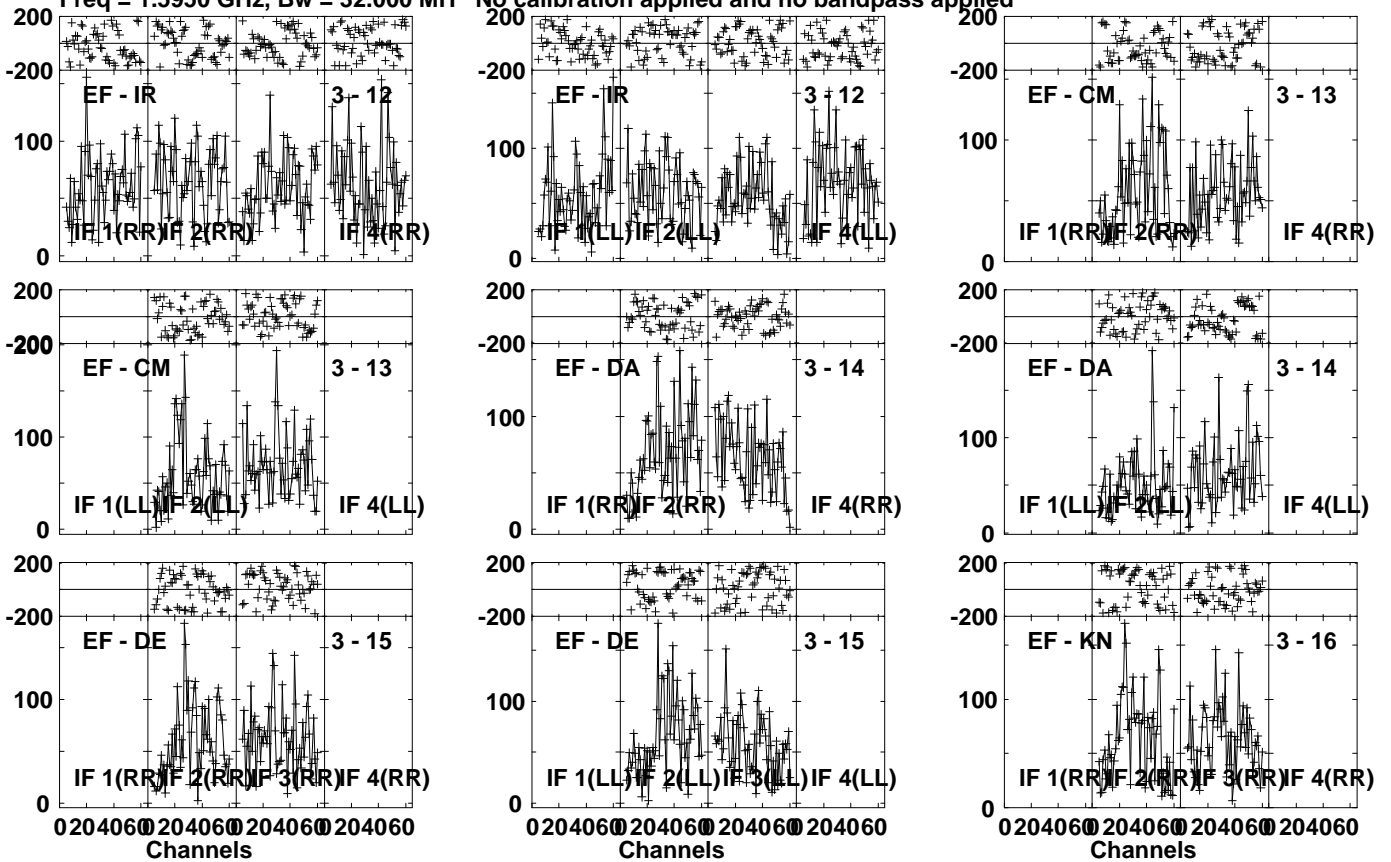 Freq = 1.5950 GHz, Bw = 32.000 MH No calibration applied and no bandpass applied
200 200 200
-200 -200 -200
EF - IR 3 - 12 EF - IR 3 - 12 EF - CM 3 - 13
100 100 100
IF 1(RR) IF 2(RR) IF 4(RR) IF 1(LL) IF 2(LL) IF 4(LL) IF 1(RR) IF 2(RR) IF 4(RR)
0 0 0
200 200 200
-200 200 -200 -200
EF - CM 3 - 13 EF - DA 3 - 14 EF - DA 3 - 14
100 100 100
IF 1(LL) IF 2(LL) IF 4(LL) IF 1(RR) IF 2(RR) IF 4(RR) IF 1(LL) IF 2(LL) IF 4(LL)
0 0 0
200 200 200
-200 -200 -200
EF - DE 3 - 15 EF - DE 3 - 15 EF - KN 3 - 16
100 100 100
IF 1(RR) IF 2(RR) IF 3(RR) IF 4(RR) IF 1(LL) IF 2(LL) IF 3(LL) IF 4(LL) IF 1(RR) IF 2(RR) IF 3(RR) IF 4(RR)
0 0 0
0 20 40 60 0 20 40 60 0 20 40 60 0 20 40 60 0 20 40 60 0 20 40 60 0 20 40 60 0 20 40 60 0 20 40 60 0 20 40 60 0 20 40 60 0 20 40 60
Channels Channels Channels